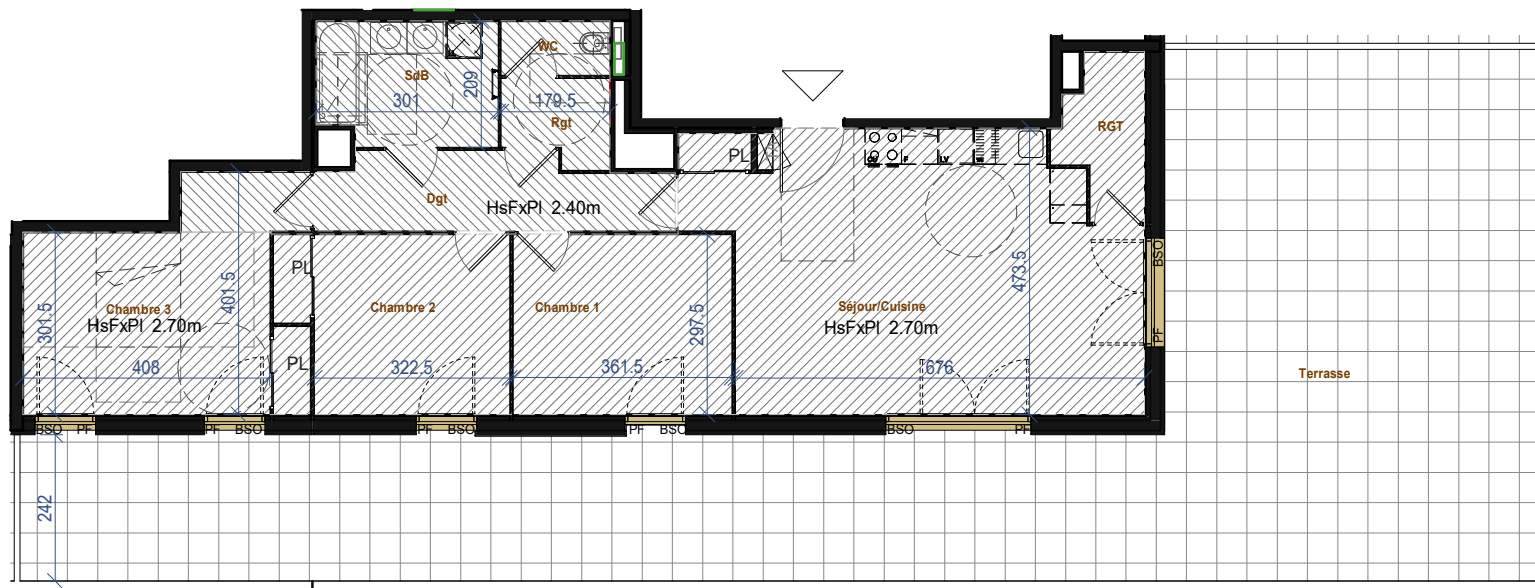 WC
SdB
209
301
179.5
Rgt
RGT
PL
F
LV
Dgt
HsFxPl 2.40m
BSO
PL
401.5
301.5
Chambre 3
HsFxPl 2.70m
Chambre 2
Chambre 1
297.5
Séjour/Cuisine
HsFxPl 2.70m
473.5
PF
PL
408
322.5
361.5
676
Terrasse
BSO PF
PF BSO
PF BSO
PF BSO
BSO PF
242